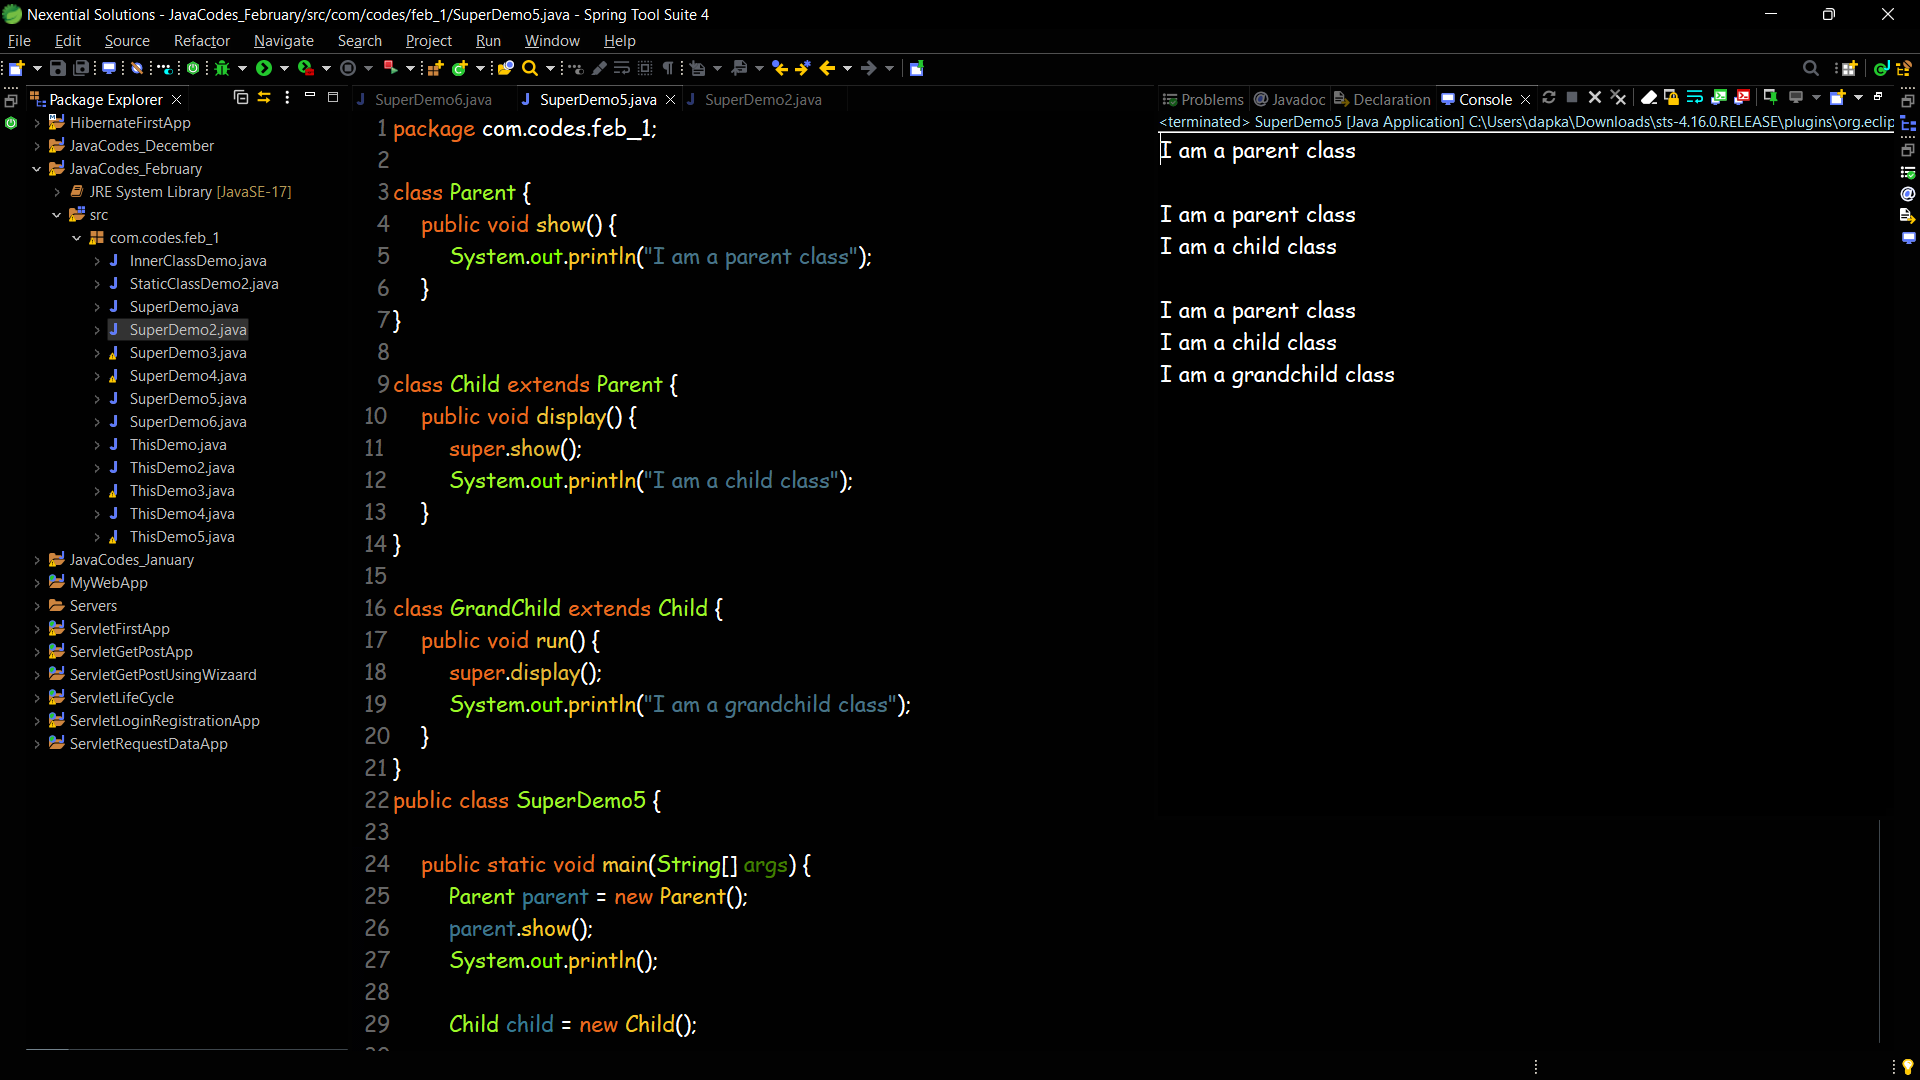 Nexential Solutions - JavaCodes_February/src/com/codes/feb_1/SuperDemo5.java - Spring Tool Suite 4
File Edit Source Refactor Navigate Search Project Run Window Help
Package Explorer
HibernateFirstApp
JavaCodes_December
JavaCodes_February
JRE System Library [JavaSE-17]
src
com.codes.feb_1
InnerClassDemo.java
StaticClassDemo2.java
SuperDemo.java
SuperDemo2.java
SuperDemo3.java
SuperDemo4.java
SuperDemo5.java
SuperDemo6.java
ThisDemo.java
ThisDemo2.java
ThisDemo3.java
ThisDemo4.java
ThisDemo5.java
JavaCodes_January
MyWebApp
Servers
ServletFirstApp
ServletGetPostApp
ServletGetPostUsingWizaard
ServletLifeCycle
ServletLoginRegistrationApp
ServletRequestDataApp
SuperDemo6.java SuperDemo5.java SuperDemo2.java
1 package com.codes.feb_1;
2
3 class Parent {
4 public void show() {
5 System.out.println("I am a parent class");
6 }
7 }
8
9 class Child extends Parent {
10 public void display() {
11 super.show();
12 System.out.println("I am a child class");
13 }
14 }
15
16 class GrandChild extends Child {
17 public void run() {
18 super.display();
19 System.out.println("I am a grandchild class");
20 }
21 }
22 public class SuperDemo5 {
23
24 public static void main(String[] args) {
25 Parent parent = new Parent();
26 parent.show();
27 System.out.println();
28
29 Child child = new Child();
Problems @ Javadoc Declaration Console
<terminated> SuperDemo5 [Java Application] C:\Users\dapka\Downloads\sts-4.16.0.RELEASE\plugins\org.eclip
I am a parent class
I am a parent class
I am a child class
I am a parent class
I am a child class
I am a grandchild class